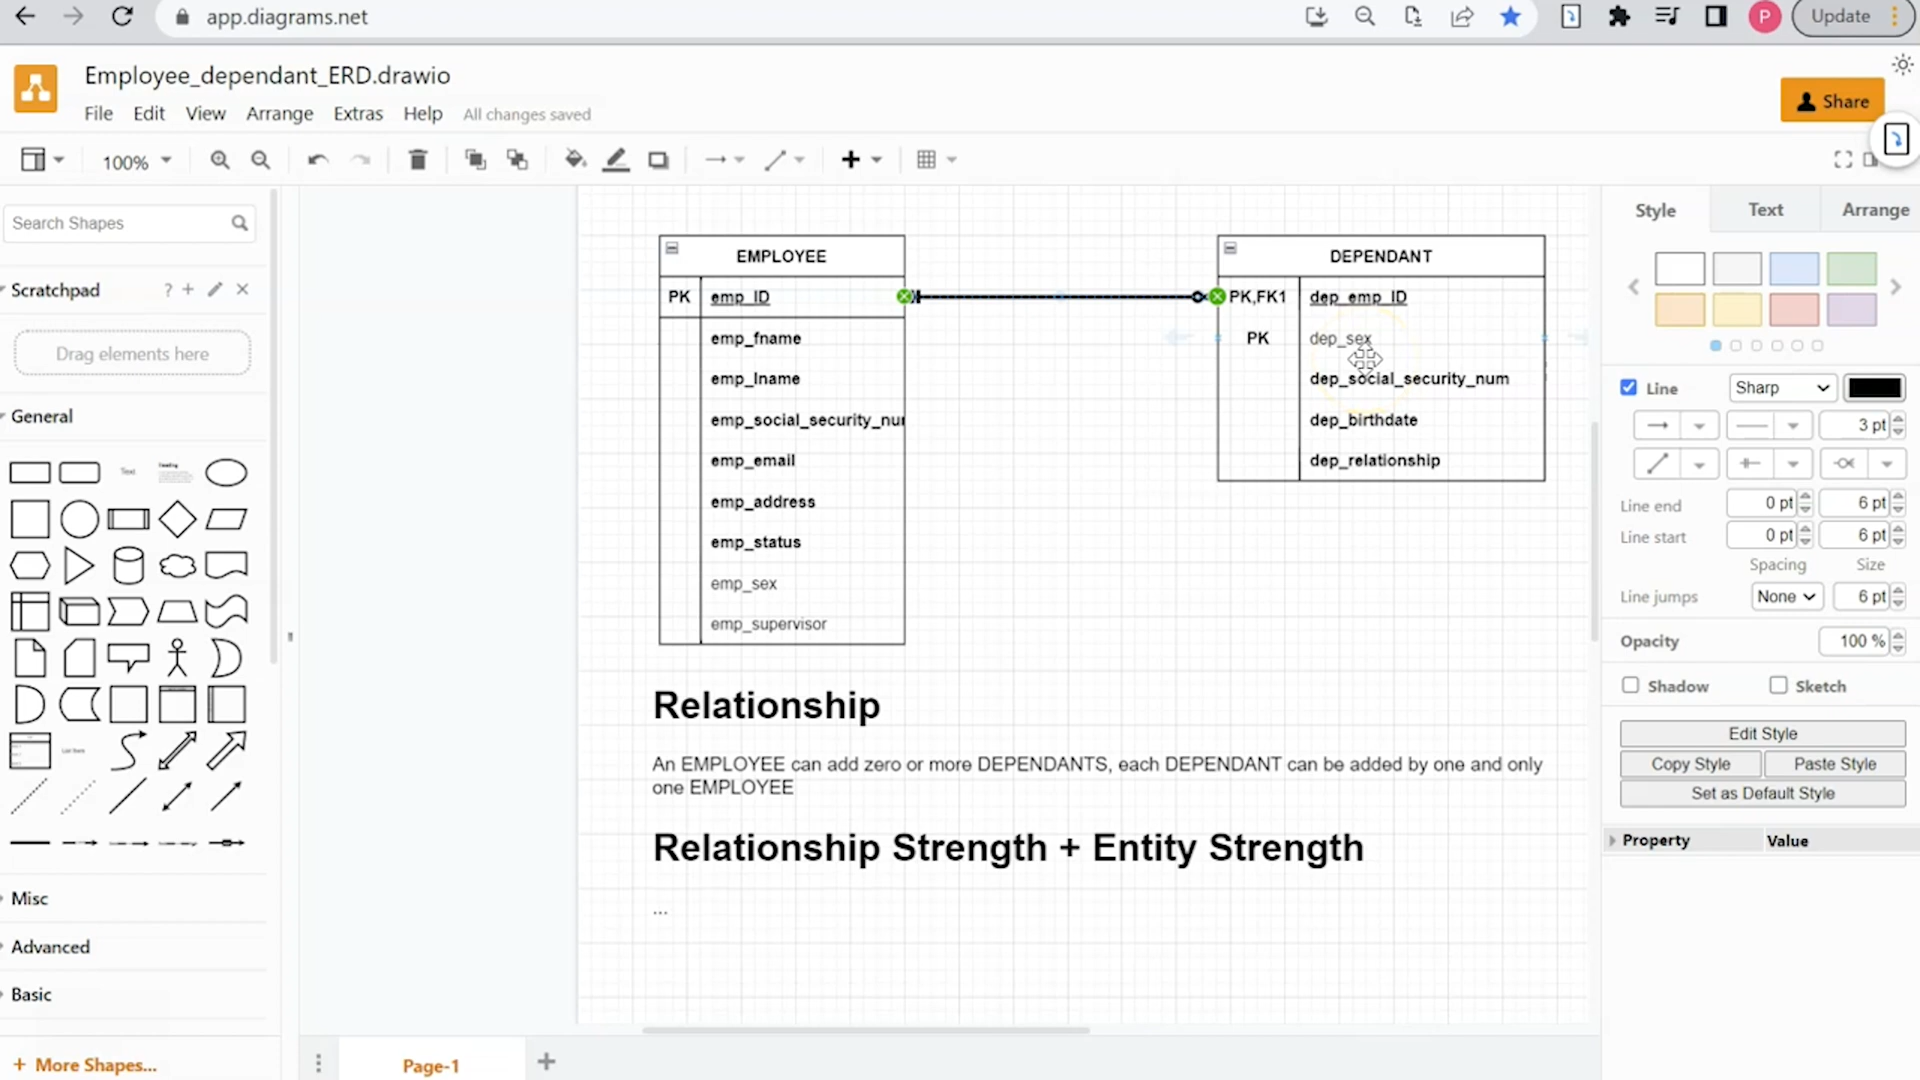 app.diagrams.net
P
Update
Employee_dependant_ERD.drawio
File Edit View Arrange Extras Help All changes saved
Share
100%
Search Shapes
Scratchpad ?
Drag elements here
General
Text
Heading
List Item
Misc
Advanced
Basic
+ More Shapes...
EMPLOYEE
PK emp_ID
emp_fname
emp_lname
emp_social_security_nur
emp_email
emp_address
emp_status
emp_sex
emp_supervisor
DEPENDANT
PK,FK1 dep_emp_ID
PK dep_sex
dep_social_security_num
dep_birthdate
dep_relationship
Relationship
An EMPLOYEE can add zero or more DEPENDANTS, each DEPENDANT can be added by one and only
one EMPLOYEE
Relationship Strength + Entity Strength
...
Page-1
Style Text Arrange
Line Sharp
3 pt
Line end 0 pt 6 pt
Line start 0 pt 6 pt
Spacing Size
Line jumps None 6 pt
Opacity 100 %
Shadow Sketch
Edit Style
Copy Style Paste Style
Set as Default Style
Property Value